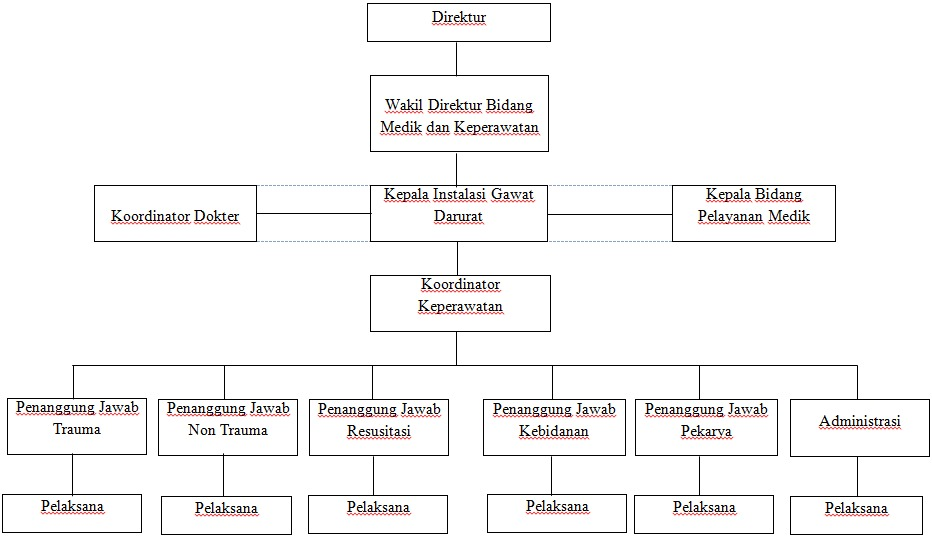 Direktur
Wakil Direktur Bidang
Medik dan Keperawatan
Koordinator Dokter
Kepala Instalasi Gawat
Darurat
Kepala Bidang
Pelayanan Medik
Koordinator
Keperawatan
Penanggung Jawab
Trauma
Penanggung Jawab
Non Trauma
Penanggung Jawab
Resusitasi
Penanggung Jawab
Kebidanan
Penanggung Jawab
Pekarya
Administrasi
Pelaksana
Pelaksana
Pelaksana
Pelaksana
Pelaksana
Pelaksana